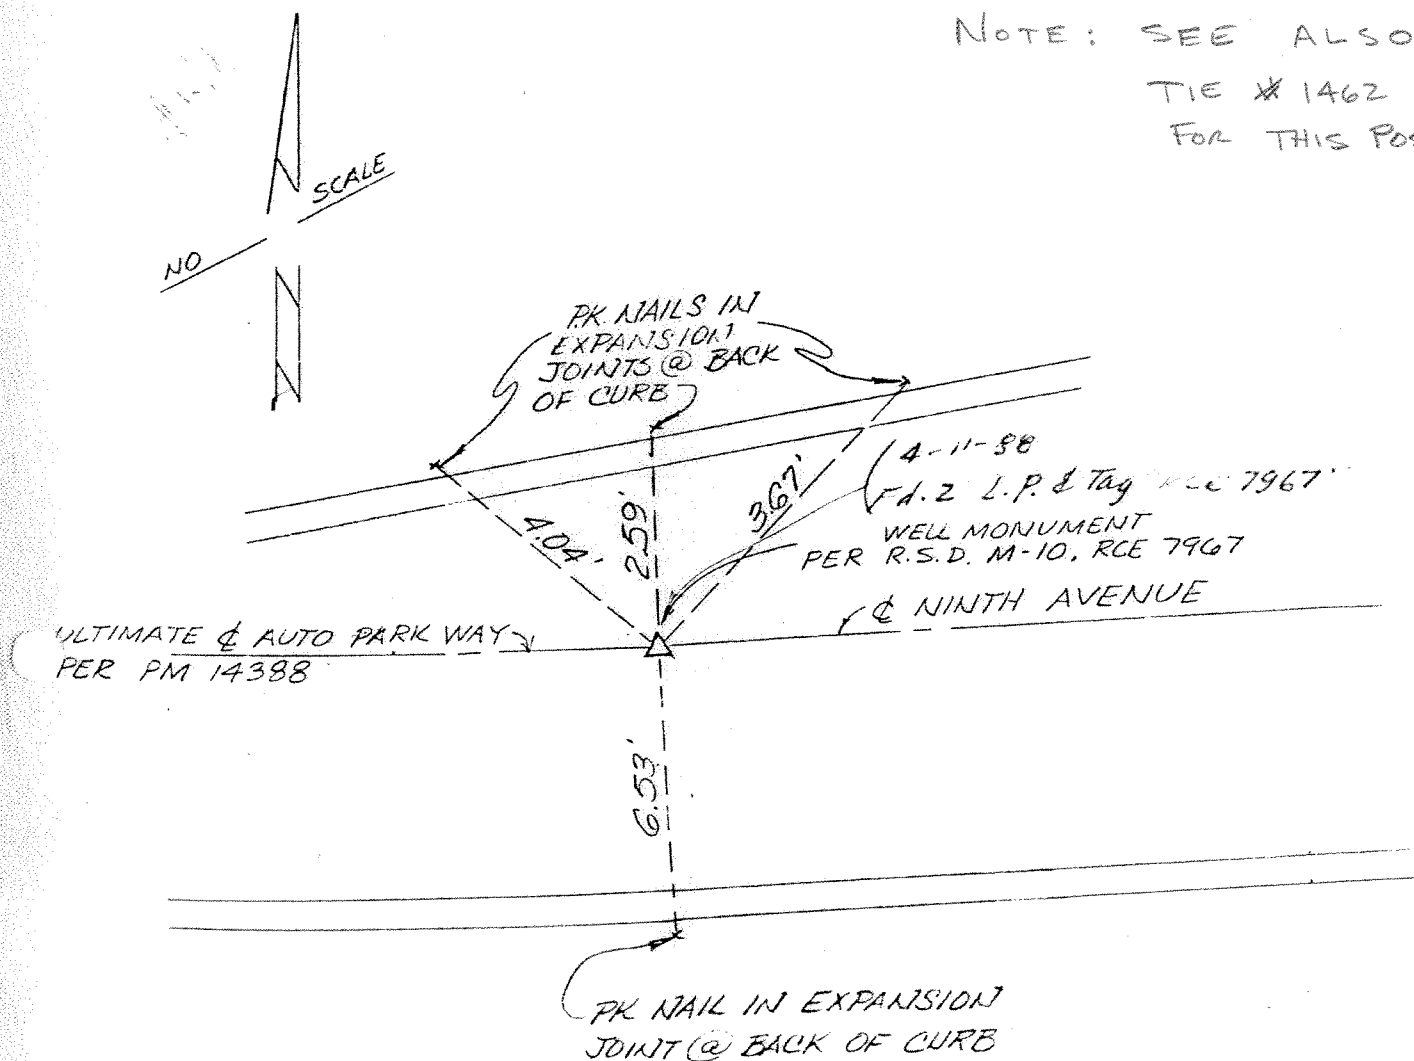 NOTE: SEE ALSO
TIE # 1462
FOR THIS POS
SCALE
NO
P.K. NAILS IN
EXPANSION
JOINTS @ BACK
OF CURB
4-11-88
Fd. 2 L.P. & Tag 7967
WELL MONUMENT
PER R.S.D. M-10, RCE 7967
℄ NINTH AVENUE
4.04'
2.59'
3.67'
ULTIMATE ℄ AUTO PARK WAY
PER PM 14388
6.53'
PK NAIL IN EXPANSION
JOINT @ BACK OF CURB